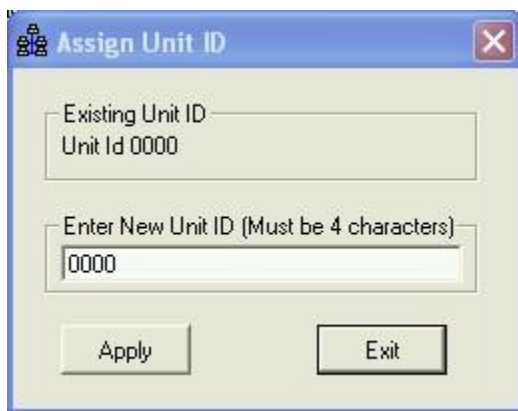 Assign Unit ID
Existing Unit ID
Unit Id 0000
Enter New Unit ID (Must be 4 characters)
0000
Apply
Exit